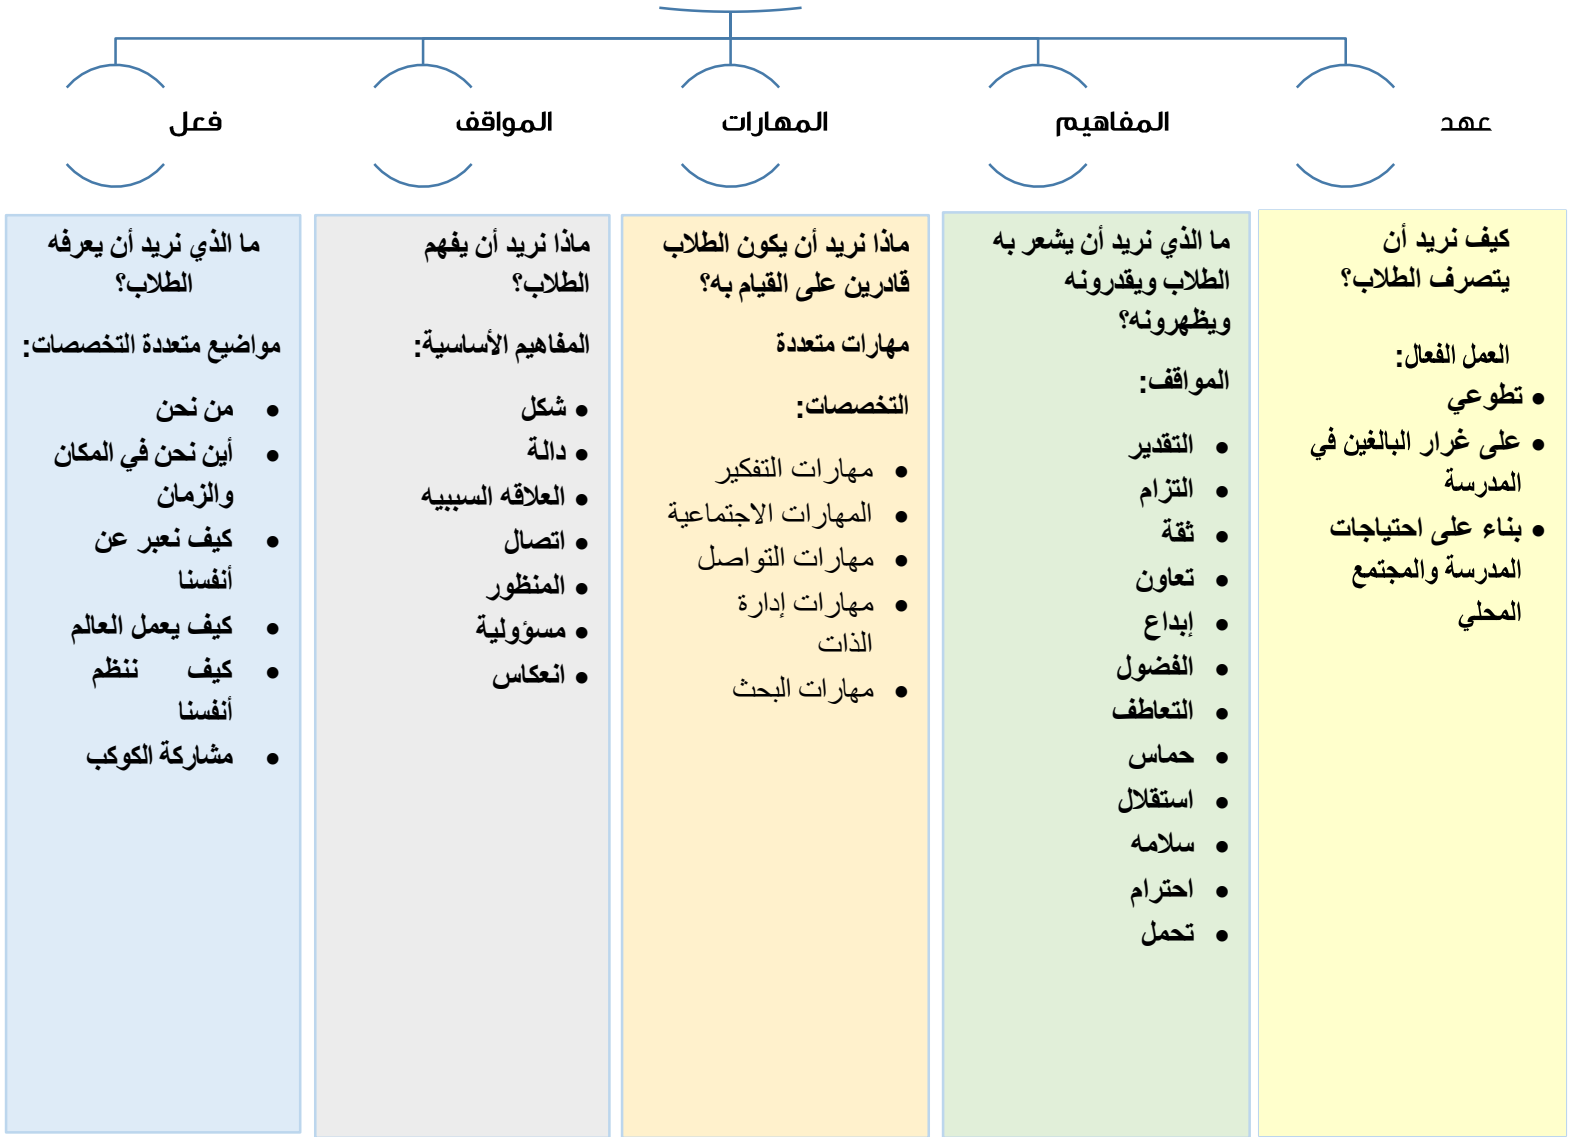 عهد
المفاهيم
المهارات
المواقف
فعل
كيف نريد أن
يتصرف الطلاب؟
العمل الفعال:
• تطوعي
• على غرار البالغين في
المدرسة
• بناء على احتياجات
المدرسة والمجتمع
المحلي
ما الذي نريد أن يشعر به
الطلاب ويقدرونه
ويظهرونه؟
المواقف:
• التقدير
• التزام
• ثقة
• تعاون
• إبداع
• الفضول
• التعاطف
• حماس
• استقلال
• سلامه
• احترام
• تحمل
ماذا نريد أن يكون الطلاب
قادرين على القيام به؟
مهارات متعددة
التخصصات:
• مهارات التفكير
• المهارات الاجتماعية
• مهارات التواصل
• مهارات إدارة
الذات
• مهارات البحث
ماذا نريد أن يفهم
الطلاب؟
المفاهيم الأساسية:
• شكل
• دالة
• العلاقه السببيه
• اتصال
• المنظور
• مسؤولية
• انعكاس
ما الذي نريد أن يعرفه
الطلاب؟
مواضيع متعددة التخصصات:
• من نحن
• أين نحن في المكان
والزمان
• كيف نعبر عن
أنفسنا
• كيف يعمل العالم
• كيف ننظم
أنفسنا
• مشاركة الكوكب